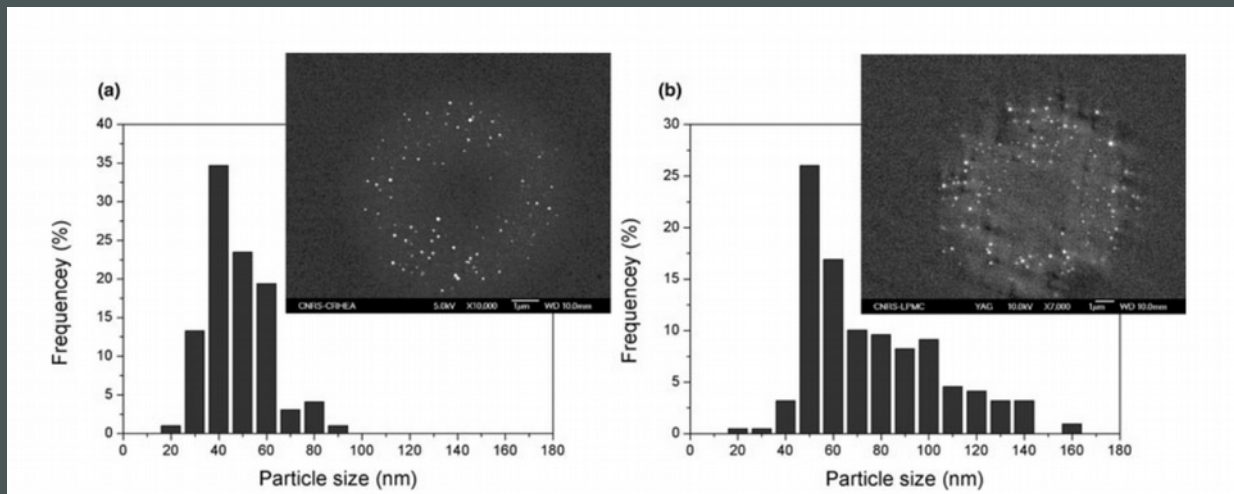 (a)
CNRS-CRHEA 5.0kV X10,000 1µm WD 10.0mm
40
35
30
25
20
15
10
5
0
Frequencey (%)
0 20 40 60 80 100 120 140 160 180
Particle size (nm)
(b)
CNRS-LPMC YAG 10.0kV X7,000 1µm WD 10.0mm
30
25
20
15
10
5
0
Frequencey (%)
0 20 40 60 80 100 120 140 160 180
Particle size (nm)